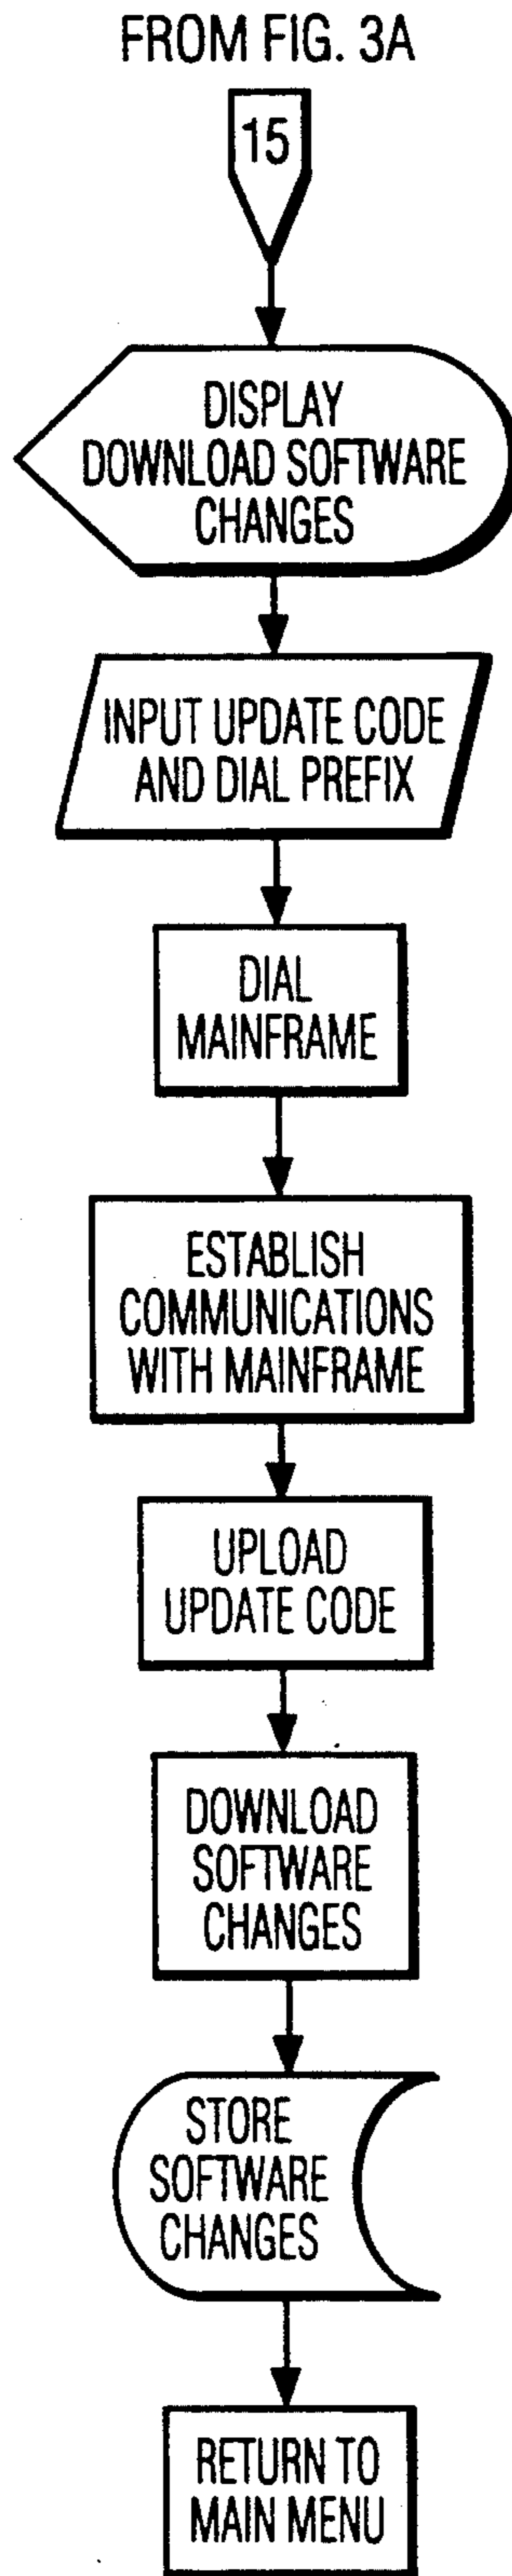 FROM FIG. 3A
15
DISPLAY
DOWNLOAD SOFTWARE
CHANGES
INPUT UPDATE CODE
AND DIAL PREFIX
DIAL
MAINFRAME
ESTABLISH
COMMUNICATIONS
WITH MAINFRAME
UPLOAD
UPDATE CODE
DOWNLOAD
SOFTWARE
CHANGES
STORE
SOFTWARE
CHANGES
RETURN TO
MAIN MENU